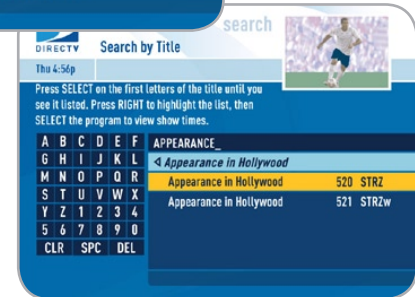 search
DIRECTV Search by Title
Thu 4:56p
Press SELECT on the first
letters of the title until you
see it listed. Press RIGHT
to highlight the list, then
SELECT the program to view show times.
A B C D E F APPEARANCE_
G H I J K L ◁ Appearance in Hollywood
M N O P Q R Appearance in Hollywood 520 STRZ
S T U V W X Appearance in Hollywood 521 STRZw
Y Z 1 2 3 4
5 6 7 8 9 0
CLR SPC DEL